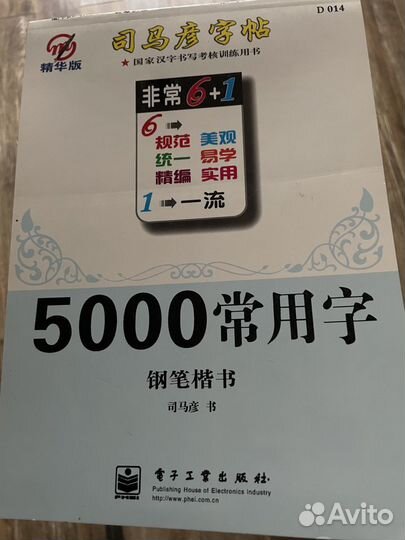 D 014
精华版
司马彦字帖
★ 国家汉字书写考核训练用书
非常6+1
6
规范 美观
统一 易学
精编 实用
1 一流
5000常用字
钢笔楷书
司马彦 书
PHEI
电子工业出版社
Publishing House of Electronics Industry
http://www.phei.com.cn
Avito